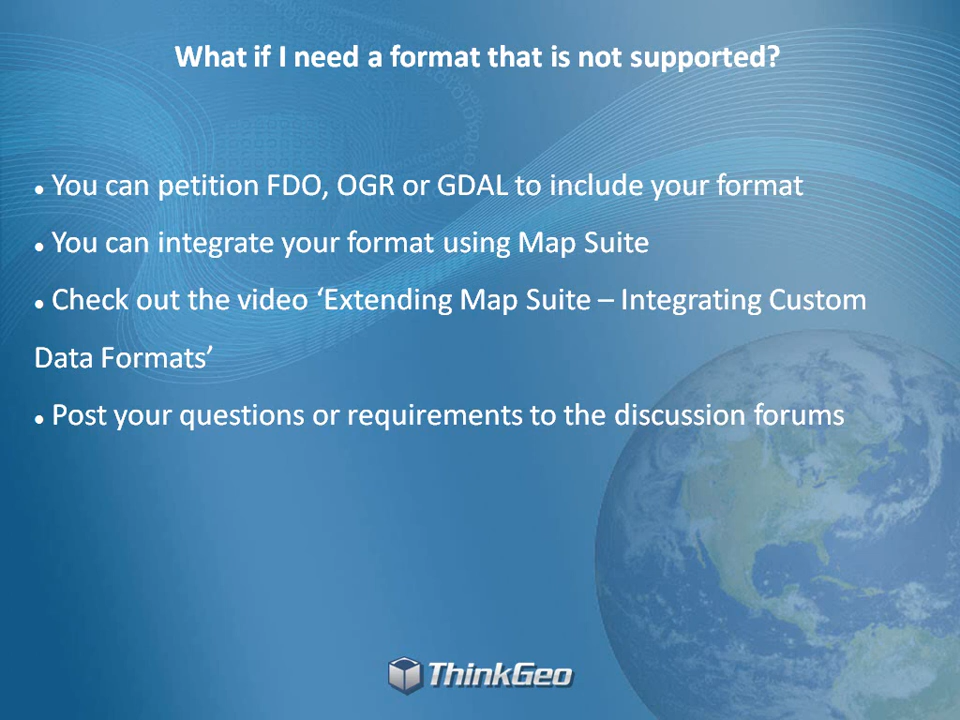 What if I need a format that is not supported?
• You can petition FDO, OGR or GDAL to include your format
• You can integrate your format using Map Suite
• Check out the video ‘Extending Map Suite – Integrating Custom
Data Formats’
• Post your questions or requirements to the discussion forums
ThinkGeo